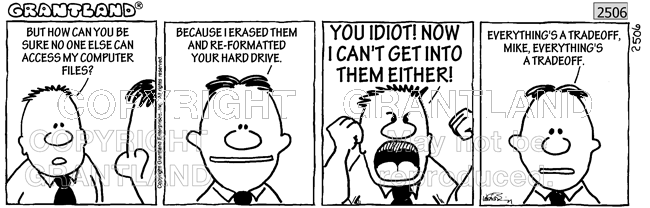 GRANTLAND®
2506
BUT HOW CAN YOU BE
SURE NO ONE ELSE CAN
ACCESS MY COMPUTER
FILES?
BECAUSE I ERASED THEM
AND RE-FORMATTED
YOUR HARD DRIVE.
YOU IDIOT! NOW
I CAN'T GET INTO
THEM EITHER!
EVERYTHING'S A TRADEOFF,
MIKE, EVERYTHING'S
A TRADEOFF.
2506
COPYRIGHT GRANTLAND
COPYRIGHT
GRANTLAND
May not be
reproduced.